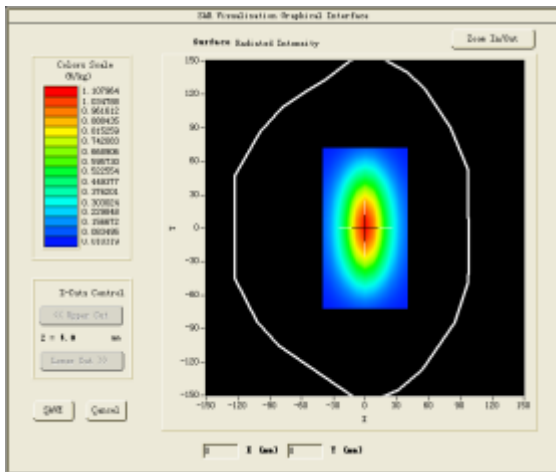 SAR Visualisation Graphical Interface
Surface Radiated Intensity
Zoom In/Out
Colors Scale
(W/kg)
1.107964
1.034788
0.961612
0.888435
0.815259
0.742083
0.668906
0.595730
0.522554
0.449377
0.376201
0.303024
0.229848
0.156672
0.083495
0.010319
150
120
90
60
30
0
-30
-60
-90
-120
-150
Y
-150 -120 -90 -60 -30 0 30 60 90 120 150
X
Z-Cuts Control
<< Upper Cut
Z = mm
Lower Cut >>
SAVE Cancel
X (mm) Y (mm)